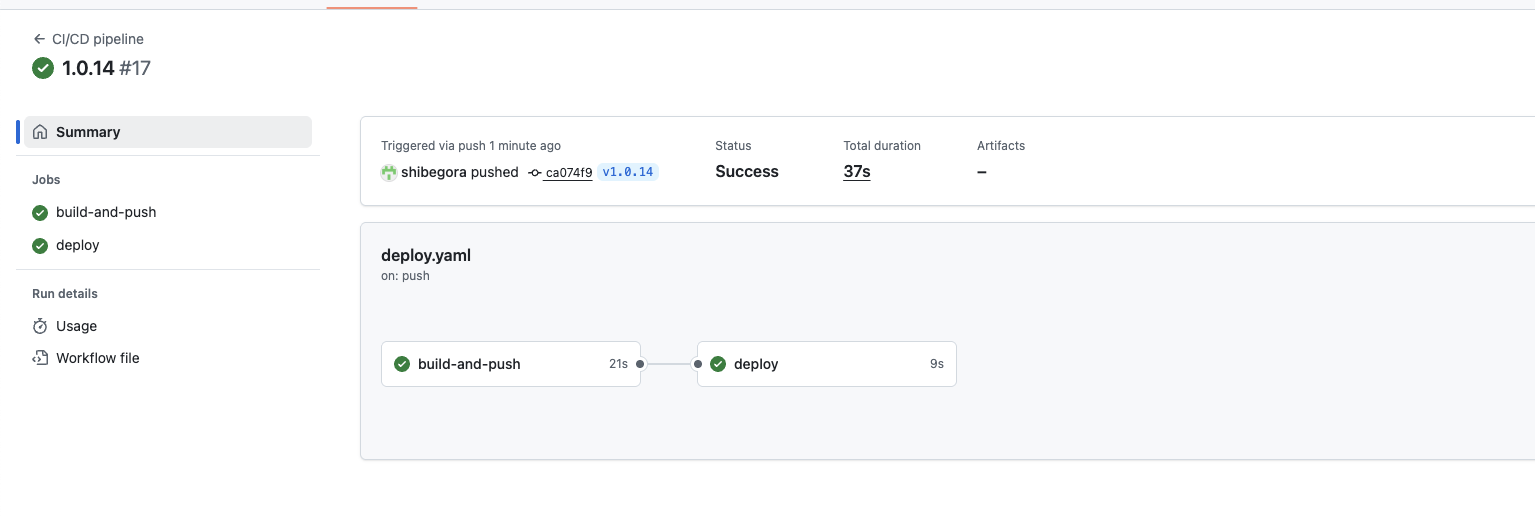 CI/CD pipeline
1.0.14 #17
Summary
Jobs
build-and-push
deploy
Run details
Usage
Workflow file
Triggered via push 1 minute ago
shibegora pushed ca074f9 v1.0.14
Status
Success
Total duration
37s
Artifacts
–
deploy.yaml
on: push
build-and-push 21s
deploy 9s